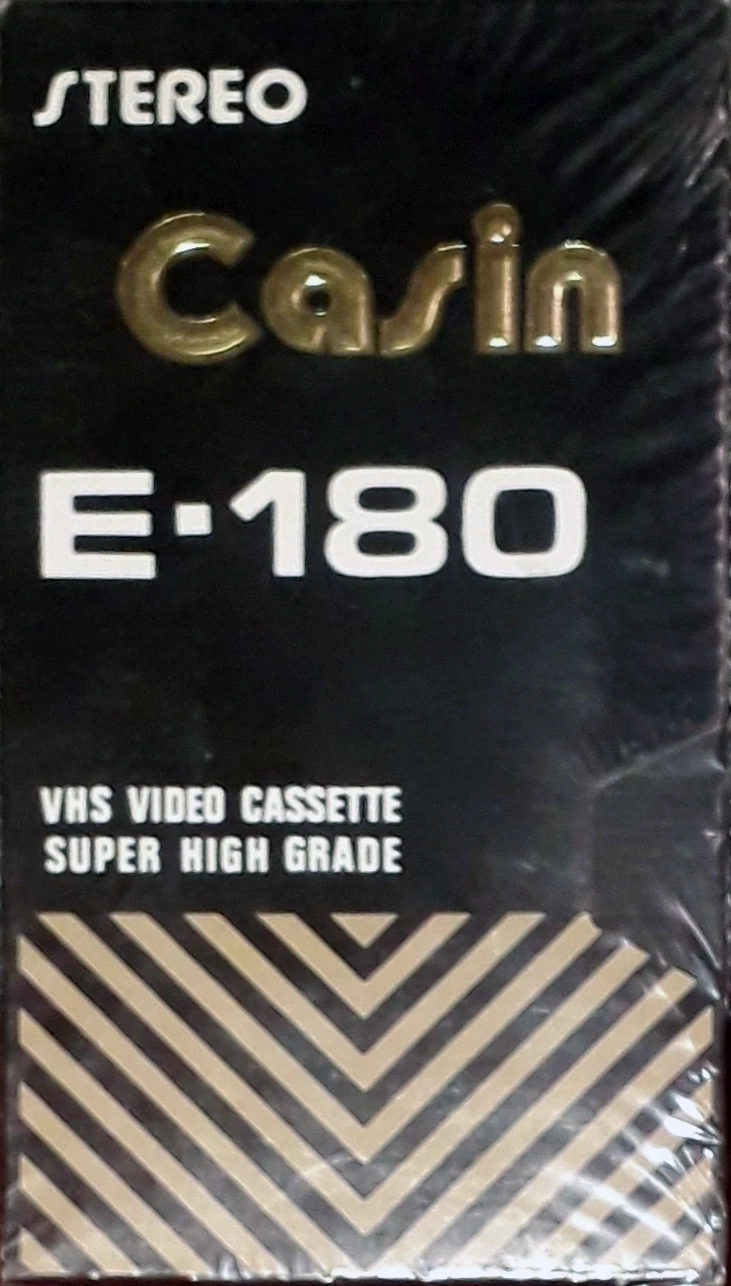 STEREO
Casin
E·180
VHS VIDEO CASSETTE
SUPER HIGH GRADE